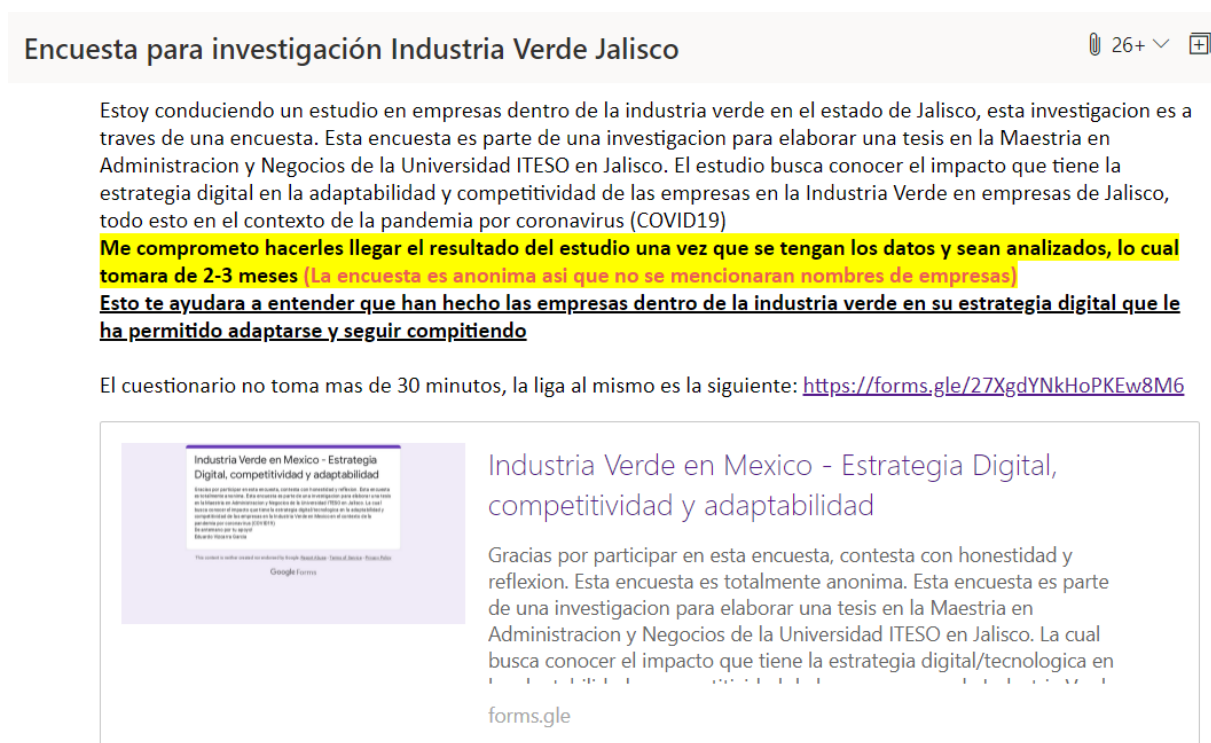 Encuesta para investigación Industria Verde Jalisco
26+
Estoy conduciendo un estudio en empresas dentro de la industria verde en el estado de Jalisco, esta investigacion es a
traves de una encuesta. Esta encuesta es parte de una investigacion para elaborar una tesis en la Maestria en
Administracion y Negocios de la Universidad ITESO en Jalisco. El estudio busca conocer el impacto que tiene la
estrategia digital en la adaptabilidad y competitividad de las empresas en la Industria Verde en empresas de Jalisco,
todo esto en el contexto de la pandemia por coronavirus (COVID19)
Me comprometo hacerles llegar el resultado del estudio una vez que se tengan los datos y sean analizados, lo cual
tomara de 2-3 meses (La encuesta es anonima asi que no se mencionaran nombres de empresas)
Esto te ayudara a entender que han hecho las empresas dentro de la industria verde en su estrategia digital que le
ha permitido adaptarse y seguir compitiendo
El cuestionario no toma mas de 30 minutos, la liga al mismo es la siguiente: https://forms.gle/27XgdYNkHoPKEw8M6
Industria Verde en Mexico - Estrategia
Digital, competitividad y adaptabilidad
Google Forms
Industria Verde en Mexico - Estrategia Digital,
competitividad y adaptabilidad
Gracias por participar en esta encuesta, contesta con honestidad y
reflexion. Esta encuesta es totalmente anonima. Esta encuesta es parte
de una investigacion para elaborar una tesis en la Maestria en
Administracion y Negocios de la Universidad ITESO en Jalisco. La cual
busca conocer el impacto que tiene la estrategia digital/tecnologica en
forms.gle